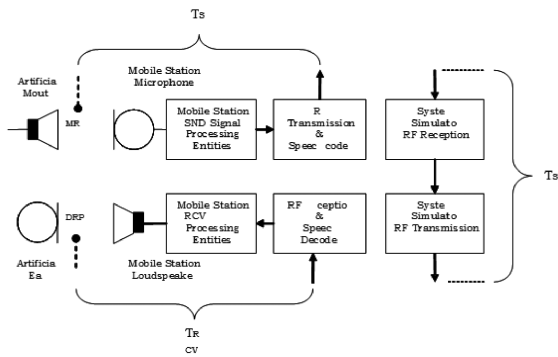 Ts
Artificia
Mout
MR
Mobile Station
Microphone
Mobile Station
SND Signal
Processing
Entities
R
Transmission
&
Speec code
Syste
Simulato
RF Reception
Ts
DRP
Artificia
Ea
Mobile Station
RCV
Processing
Entities
Mobile Station
Loudspeake
RF ceptio
&
Speec
Decode
Syste
Simulato
RF Transmission
TR
CV